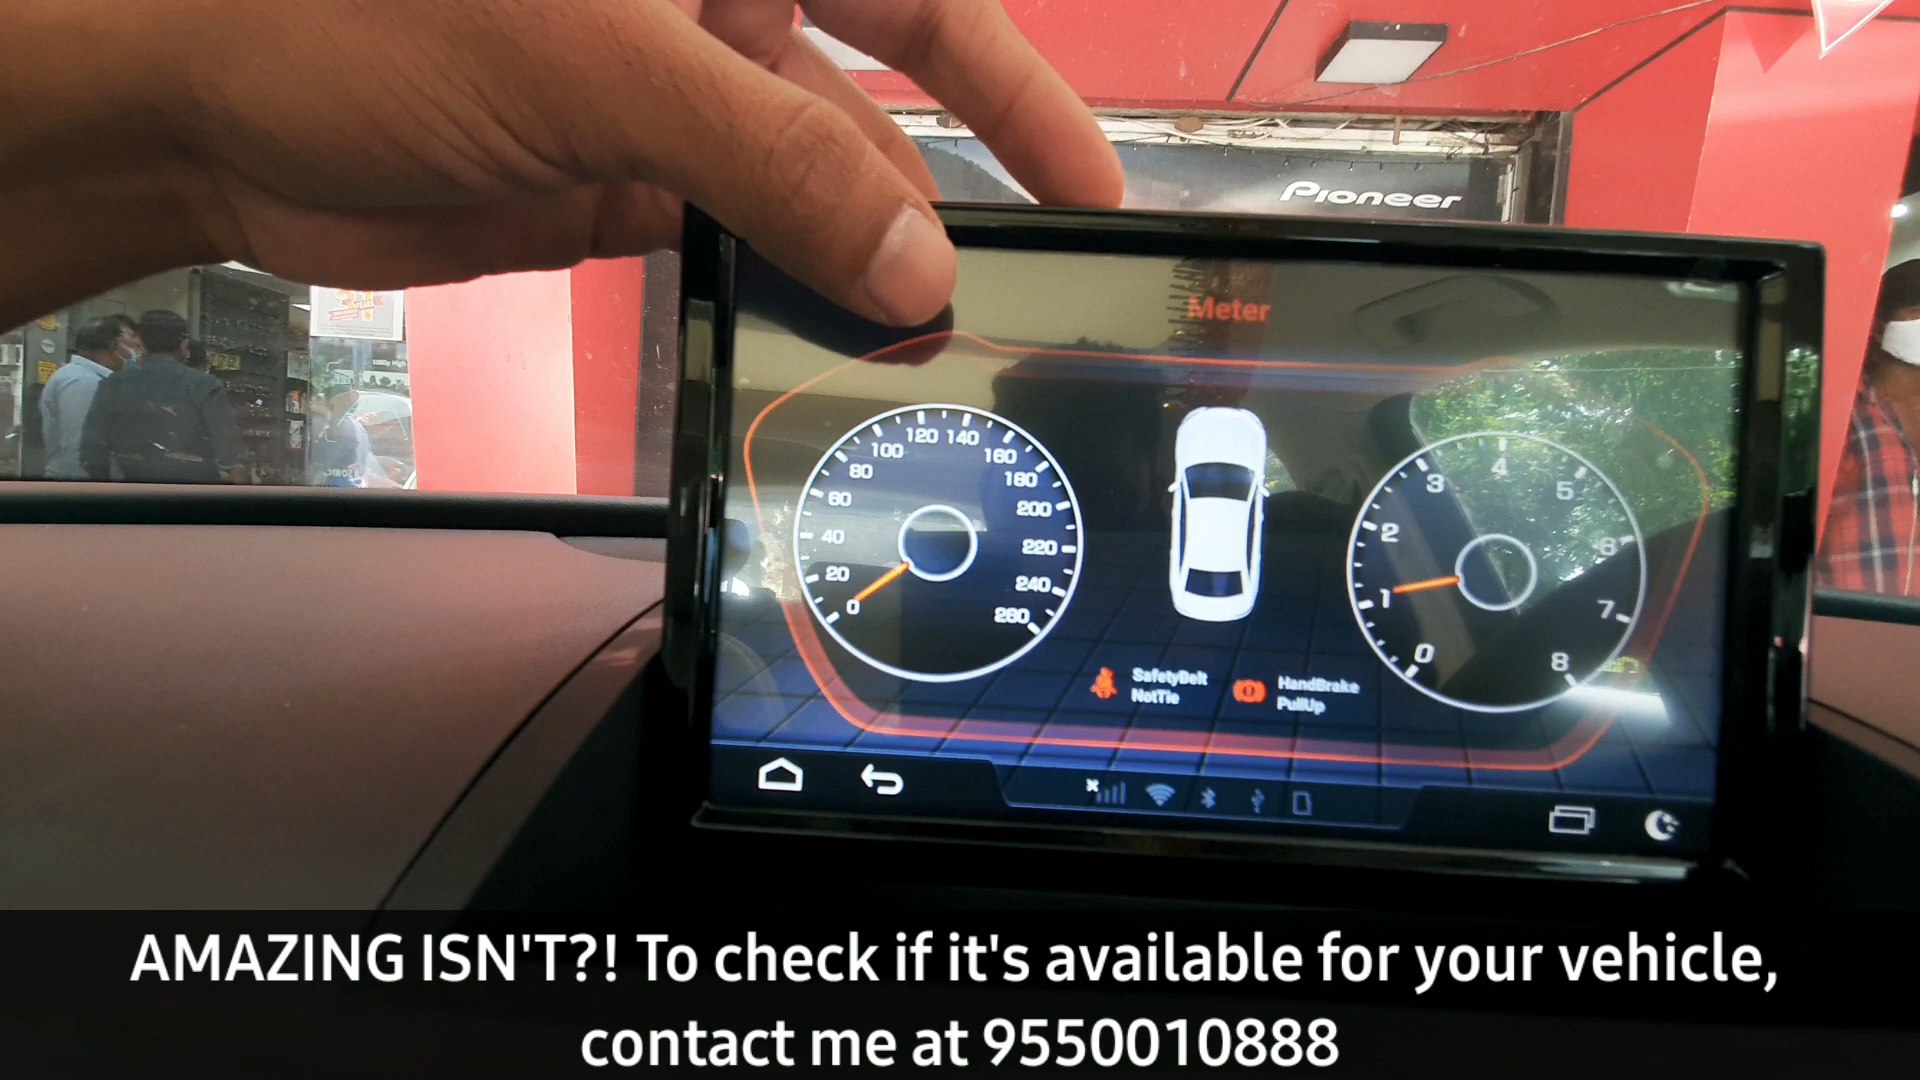 Pioneer
1080p High
Meter
120 140
100 160
80 180
60 200
40 220
20 240
0 260
4
3 5
2 6
1 7
0 8
SafetyBelt
NotTie
HandBrake
PullUp
AMAZING ISN'T?! To check if it's available for your vehicle,
contact me at 9550010888